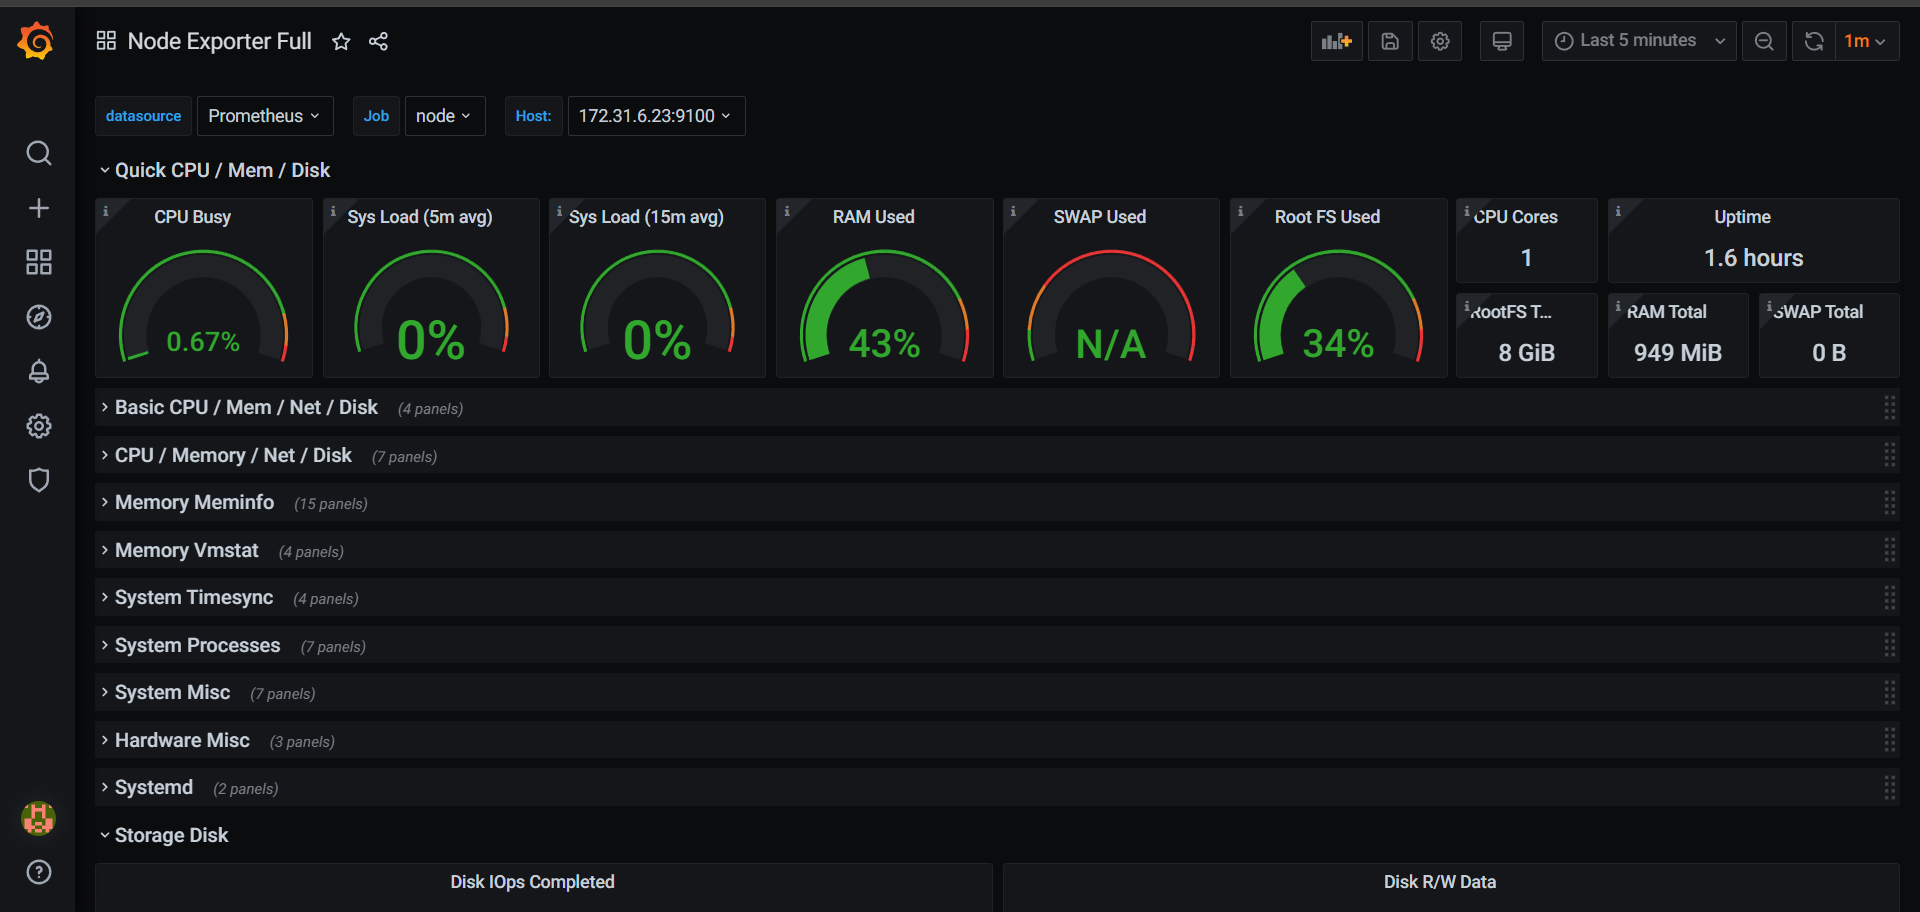 Node Exporter Full
Last 5 minutes
1m
datasource
Prometheus
Job
node
Host:
172.31.6.23:9100
Quick CPU / Mem / Disk
CPU Busy
0.67%
Sys Load (5m avg)
0%
Sys Load (15m avg)
0%
RAM Used
43%
SWAP Used
N/A
Root FS Used
34%
CPU Cores
1
Uptime
1.6 hours
RootFS T...
8 GiB
RAM Total
949 MiB
SWAP Total
0 B
Basic CPU / Mem / Net / Disk (4 panels)
CPU / Memory / Net / Disk (7 panels)
Memory Meminfo (15 panels)
Memory Vmstat (4 panels)
System Timesync (4 panels)
System Processes (7 panels)
System Misc (7 panels)
Hardware Misc (3 panels)
Systemd (2 panels)
Storage Disk
Disk IOps Completed
Disk R/W Data